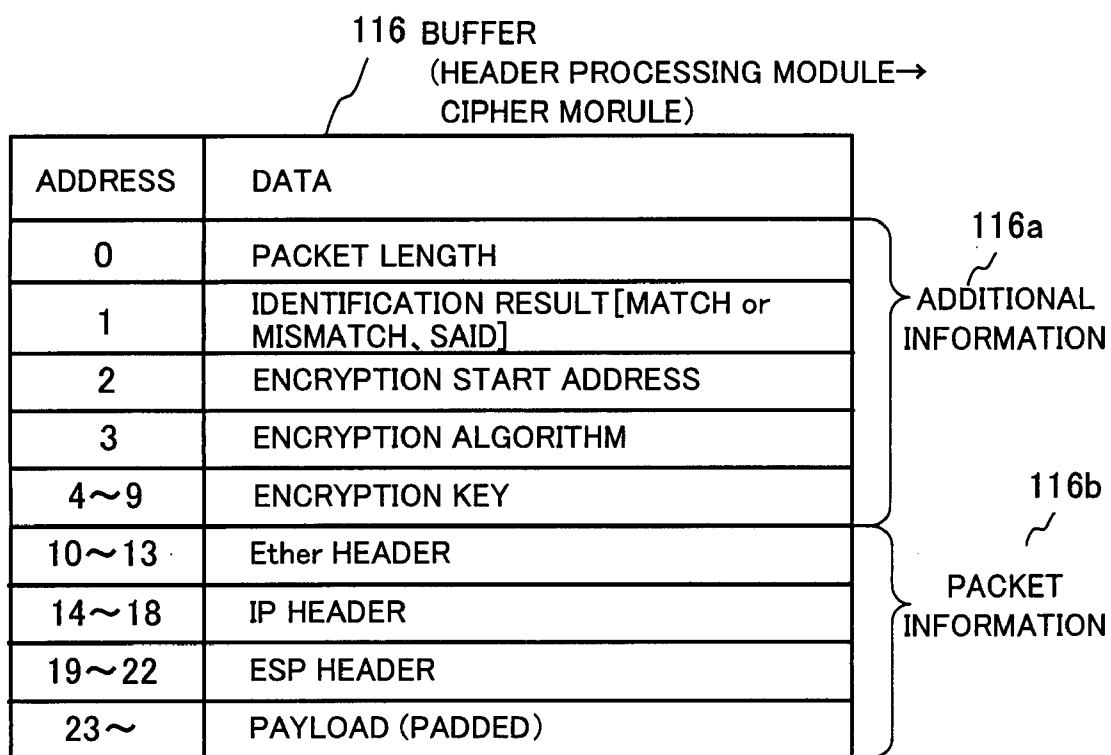 116 BUFFER
(HEADER PROCESSING MODULE→
CIPHER MORULE)
ADDRESS DATA
0 PACKET LENGTH
1 IDENTIFICATION RESULT[MATCH or
MISMATCH、SAID]
2 ENCRYPTION START ADDRESS
3 ENCRYPTION ALGORITHM
4～9 ENCRYPTION KEY
116a
ADDITIONAL
INFORMATION
10～13 Ether HEADER
14～18 IP HEADER
19～22 ESP HEADER
23～ PAYLOAD (PADDED)
116b
PACKET
INFORMATION